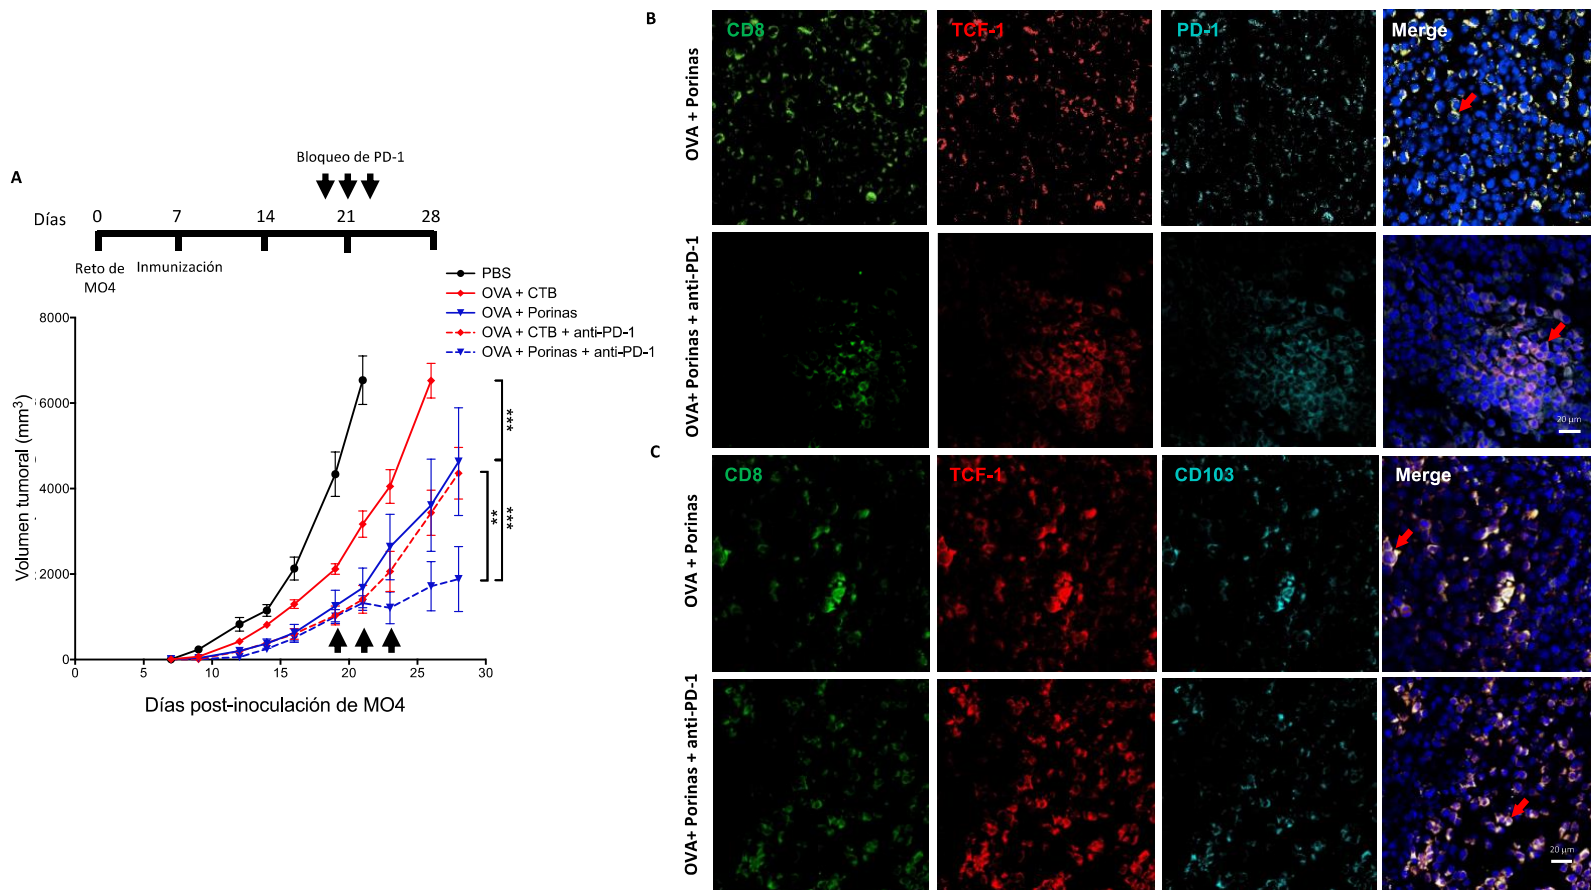 A
Bloqueo de PD-1
Días 0 7 14 21 28
Reto de
MO4
Inmunización
PBS
OVA + CTB
OVA + Porinas
OVA + CTB + anti-PD-1
OVA + Porinas + anti-PD-1
Volumen tumoral (mm³)
8000
6000
4000
2000
0
0 5 10 15 20 25 30
Días post-inoculación de MO4
***
**
***
B
OVA + Porinas
CD8 TCF-1 PD-1 Merge
OVA+ Porinas + anti-PD-1
20 µm
C
OVA + Porinas
CD8 TCF-1 CD103 Merge
OVA+ Porinas + anti-PD-1
20 µm